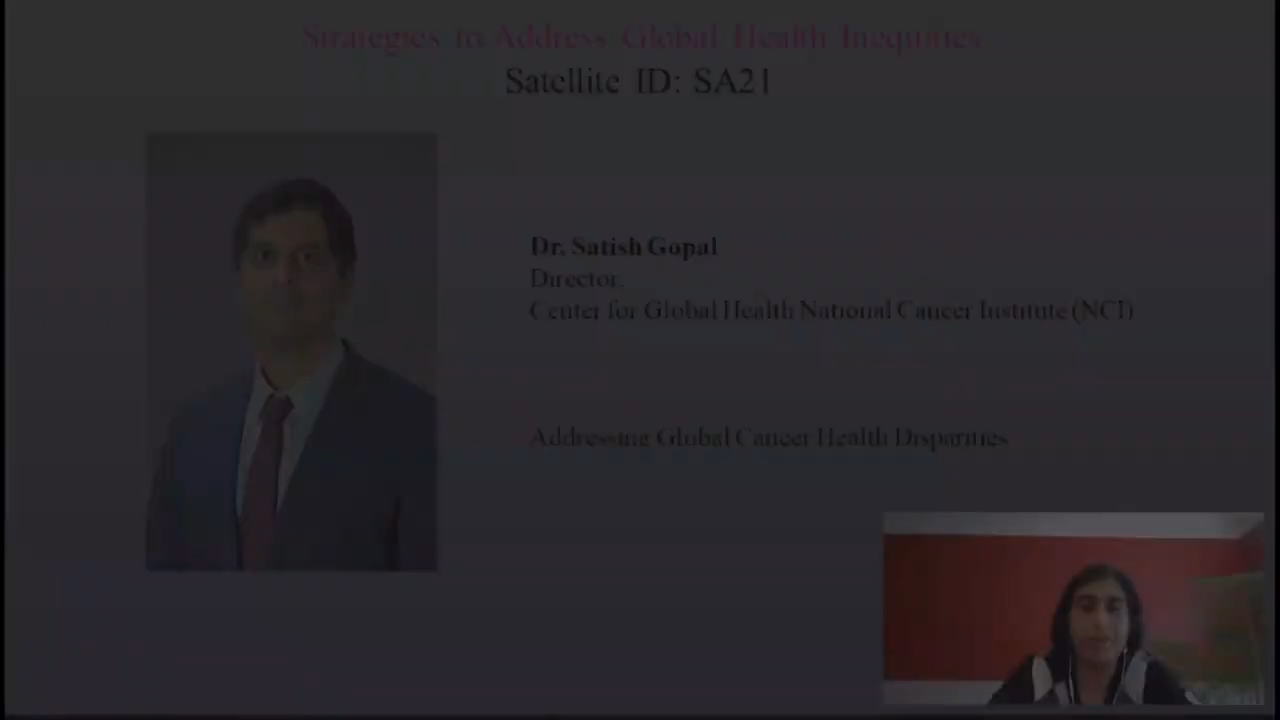 Strategies to Address Global Health Inequities
Satellite ID: SA21
Dr. Satish Gopal
Director,
Center for Global Health National Cancer Institute (NCI)
Addressing Global Cancer Health Disparities